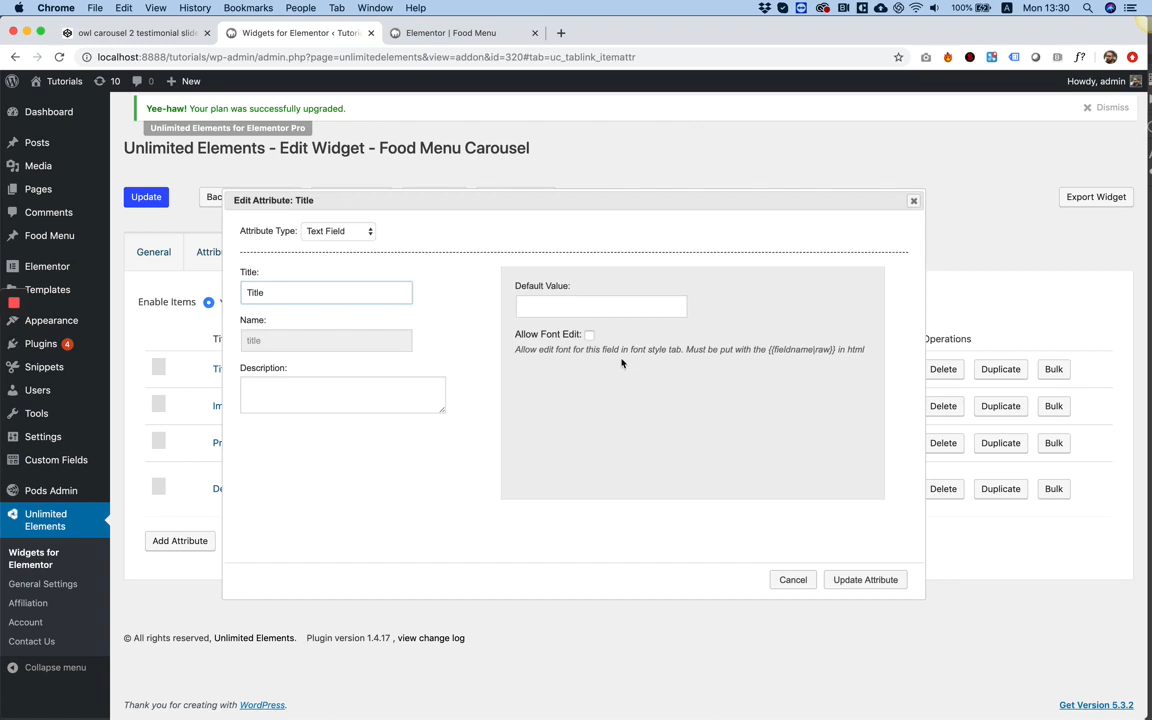 Chrome File Edit View History Bookmarks People Tab Window Help 100% Mon 13:30
owl carousel 2 testimonial slide
Widgets for Elementor ‹ Tutoria
Elementor | Food Menu
localhost:8888/tutorials/wp-admin/admin.php?page=unlimitedelements&view=addon&id=320#tab=uc_tablink_itemattr
Tutorials 10 0 New Howdy, admin
Dashboard
Posts
Media
Pages
Comments
Food Menu
Elementor
Templates
Appearance
Plugins 4
Snippets
Users
Tools
Settings
Custom Fields
Pods Admin
Unlimited
Elements
Widgets for
Elementor
General Settings
Affiliation
Account
Contact Us
Collapse menu
Yee-haw! Your plan was successfully upgraded. Dismiss
Unlimited Elements for Elementor Pro
Unlimited Elements - Edit Widget - Food Menu Carousel
Update Bac Export Widget
General Attrib
Enable Items
Ti Operations
Tit Delete Duplicate Bulk
Im Delete Duplicate Bulk
Pr Delete Duplicate Bulk
De Delete Duplicate Bulk
Add Attribute
Edit Attribute: Title
Attribute Type: Text Field
Title:
Title
Name:
title
Description:
Default Value:
Allow Font Edit:
Allow edit font for this field in font style tab. Must be put with the {{fieldname|raw}} in html
Cancel Update Attribute
© All rights reserved, Unlimited Elements. Plugin version 1.4.17 , view change log
Thank you for creating with WordPress. Get Version 5.3.2